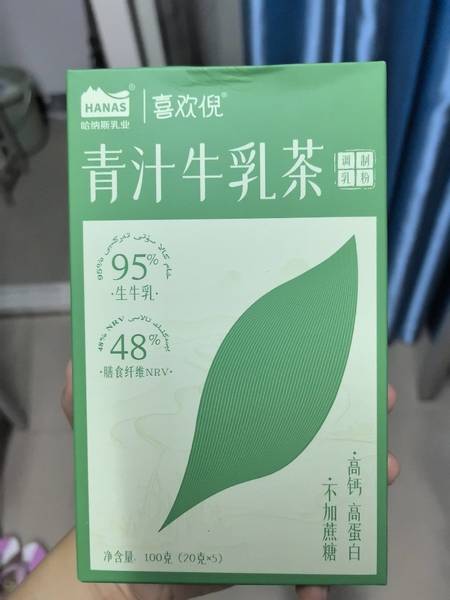 HANAS®
哈纳斯乳业
喜欢倪®
青汁牛乳茶
调制
乳粉
95%
·生牛乳·
48% NRV
48%
·膳食纤维NRV·
·高钙 高蛋白
·不加蔗糖
净含量: 100克 (20克×5)